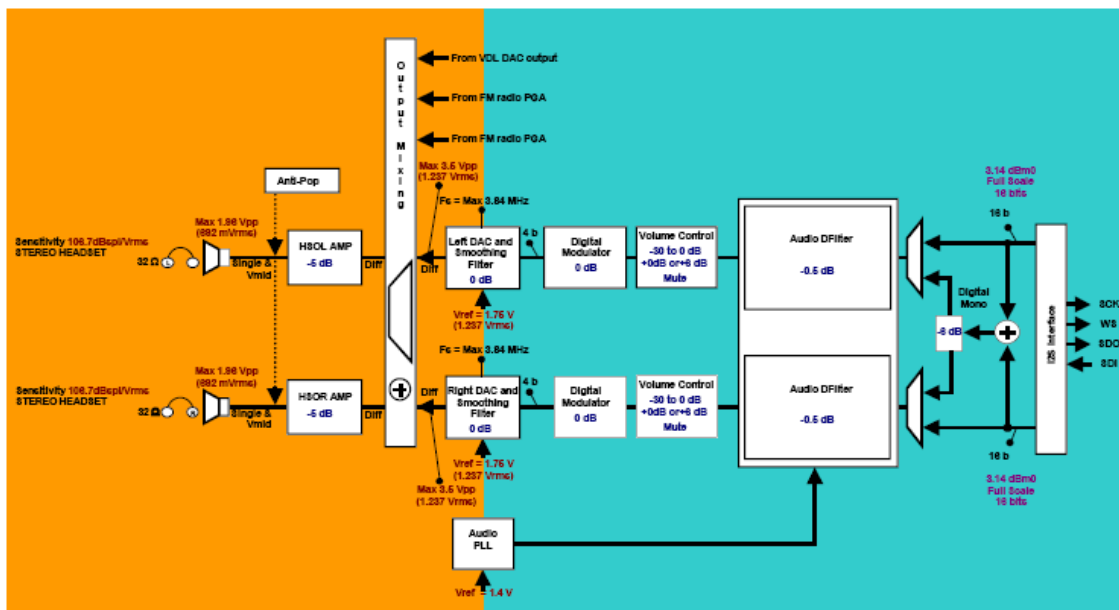 From VDL DAC output
From FM radio PGA
From FM radio PGA
Output Mixing
Anti-Pop
Max 3.5 Vpp
(1.237 Vrms)
Fs = Max 3.84 MHz
3.14 dBm0
Full Scale
16 bits
16 b
Max 1.96 Vpp
(692 mVrms)
Sensitivity 106.7dBspl/Vrms
STEREO HEADSET
32 Ω
L
Single &
Vmid
HSOL AMP
-5 dB
Diff
Diff
Left DAC and
Smoothing
Filter
0 dB
4 b
Digital
Modulator
0 dB
Volume Control
-30 to 0 dB
+0dB or+6 dB
Mute
Audio DFilter
-0.5 dB
Digital
Mono
-6 dB
I2S Interface
SCK
WS
SDO
SDI
Vref = 1.75 V
(1.237 Vrms)
Fs = Max 3.84 MHz
Max 1.96 Vpp
(692 mVrms)
Sensitivity 106.7dBspl/Vrms
STEREO HEADSET
32 Ω
R
Single &
Vmid
HSOR AMP
-5 dB
Diff
Diff
Right DAC and
Smoothing
Filter
0 dB
4 b
Digital
Modulator
0 dB
Volume Control
-30 to 0 dB
+0dB or+6 dB
Mute
Audio DFilter
-0.5 dB
16 b
3.14 dBm0
Full Scale
16 bits
Vref = 1.75 V
(1.237 Vrms)
Max 3.5 Vpp
(1.237 Vrms)
Audio
PLL
Vref = 1.4 V